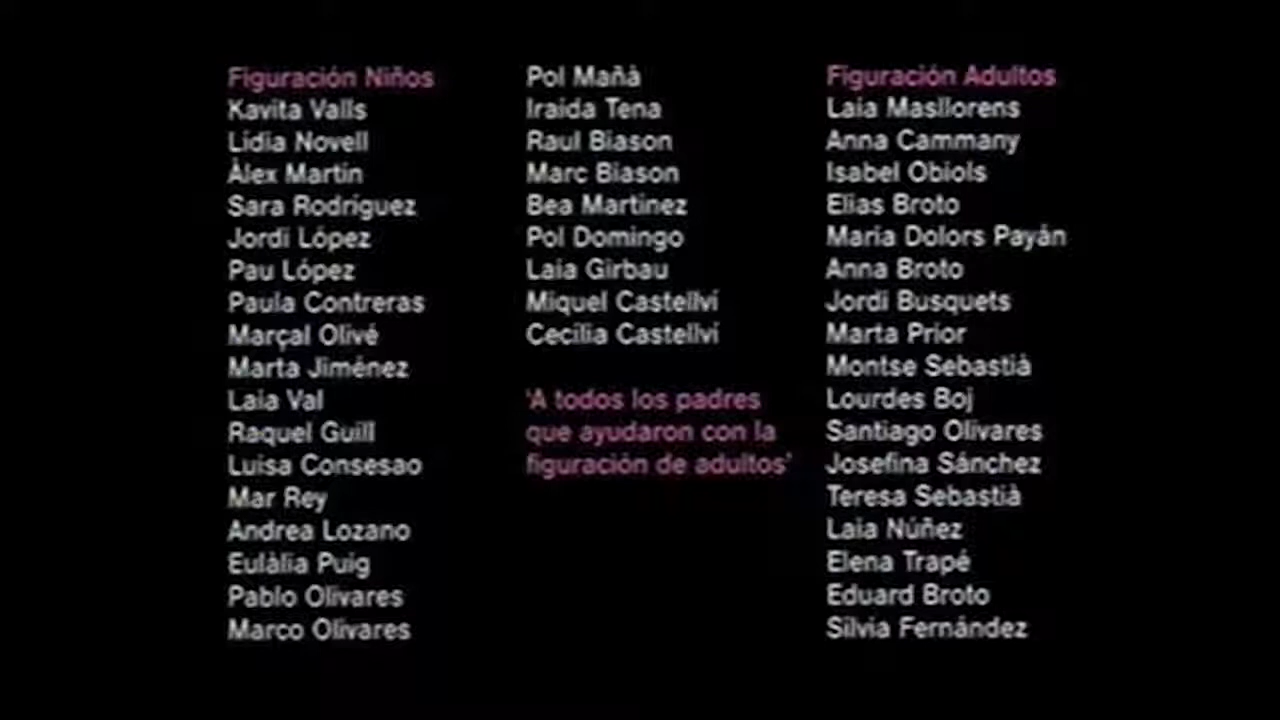 Figuración Niños
Kavita Valls
Lidia Novell
Àlex Martin
Sara Rodríguez
Jordi López
Pau López
Paula Contreras
Marçal Olivé
Marta Jiménez
Laia Val
Raquel Guill
Luisa Consesao
Mar Rey
Andrea Lozano
Eulàlia Puig
Pablo Olivares
Marco Olivares
Pol Mañà
Iraida Tena
Raul Biason
Marc Biason
Bea Martinez
Pol Domingo
Laia Girbau
Miquel Castellví
Cecilia Castellví
'A todos los padres
que ayudaron con la
figuración de adultos'
Figuración Adultos
Laia Masllorens
Anna Cammany
Isabel Obiols
Elias Broto
Maria Dolors Payán
Anna Broto
Jordi Busquets
Marta Prior
Montse Sebastià
Lourdes Boj
Santiago Olivares
Josefina Sánchez
Teresa Sebastià
Laia Núñez
Elena Trapé
Eduard Broto
Silvia Fernández